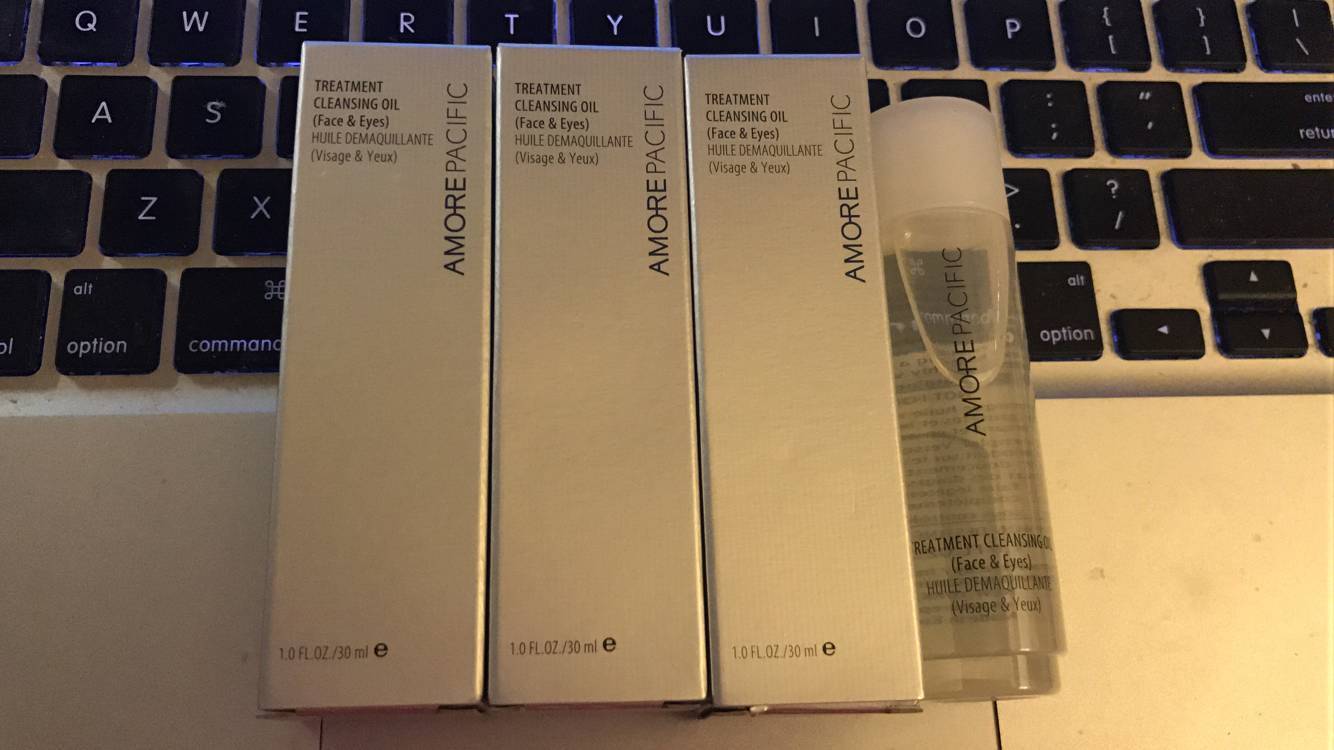 Q W E R T Y U I O P { [ } ] | \
A S : ; " ' enter
return
Z X > ? /
alt
option
⌘
command
alt
option
TREATMENT
CLEANSING OIL
(Face & Eyes)
HUILE DEMAQUILLANTE
(Visage & Yeux)
AMOREPACIFIC
1.0 FL.OZ./30 ml e
TREATMENT
CLEANSING OIL
(Face & Eyes)
HUILE DEMAQUILLANTE
(Visage & Yeux)
AMOREPACIFIC
1.0 FL.OZ./30 ml e
TREATMENT
CLEANSING OIL
(Face & Eyes)
HUILE DEMAQUILLANTE
(Visage & Yeux)
AMOREPACIFIC
1.0 FL.OZ./30 ml e
AMOREPACIFIC
TREATMENT CLEANSING OIL
(Face & Eyes)
HUILE DEMAQUILLANTE
(Visage & Yeux)